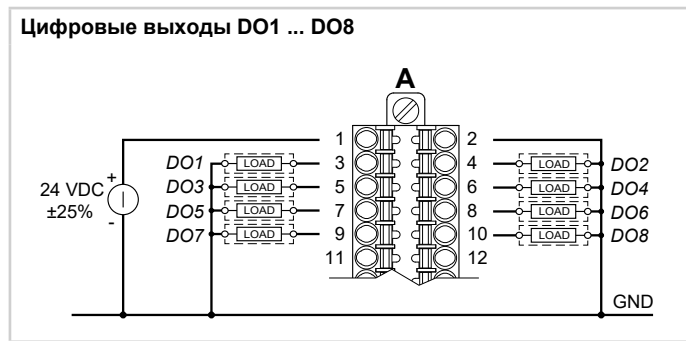 Цифровые выходы DO1 ... DO8
A
1 2
DO1 LOAD 3 4 LOAD DO2
DO3 LOAD 5 6 LOAD DO4
24 VDC
±25%
+
-
DO5 LOAD 7 8 LOAD DO6
DO7 LOAD 9 10 LOAD DO8
11 12
GND